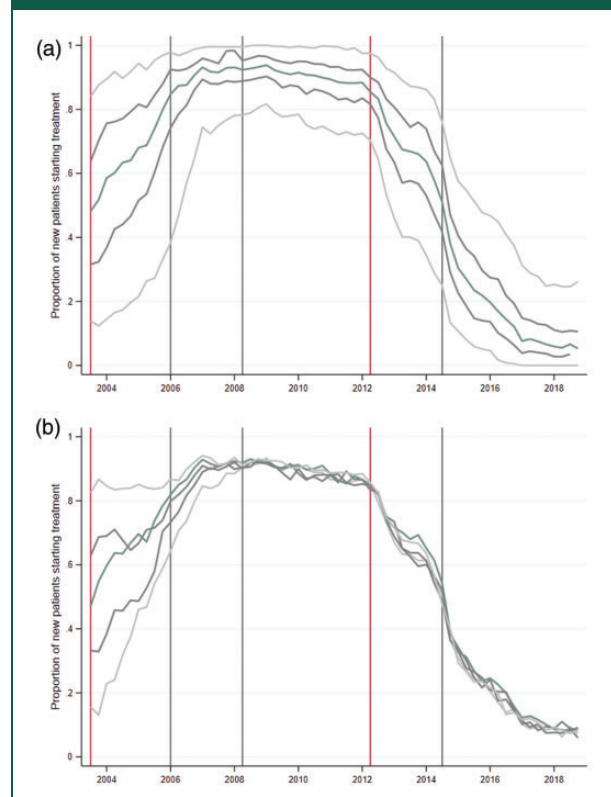 (a)
Proportion of new patients starting treatment
1
.8
.6
.4
.2
0
2004 2006 2008 2010 2012 2014 2016 2018
(b)
Proportion of new patients starting treatment
1
.8
.6
.4
.2
0
2004 2006 2008 2010 2012 2014 2016 2018